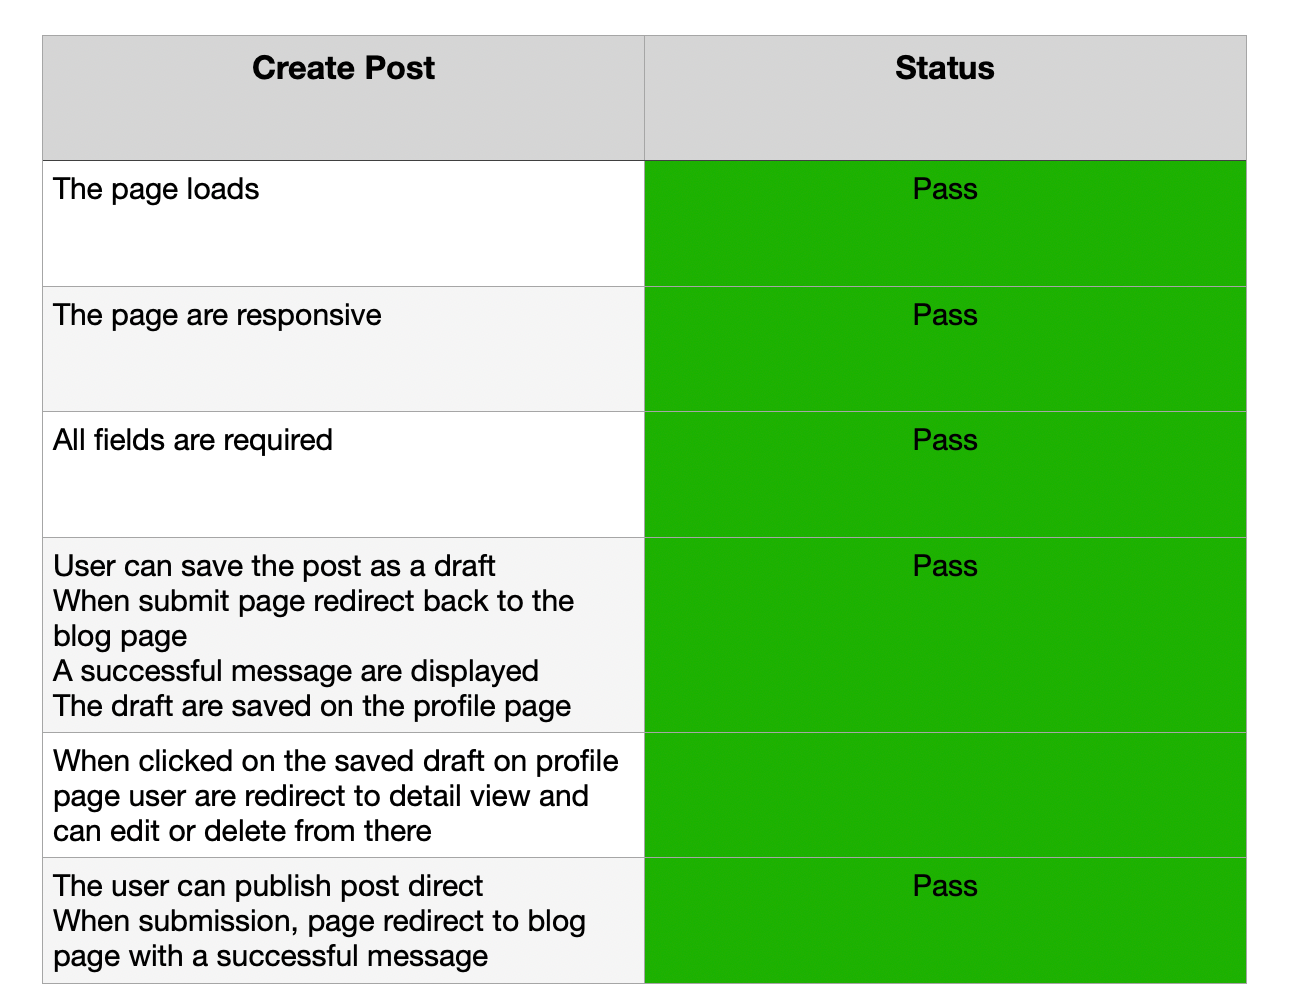 Create Post
Status
The page loads
Pass
The page are responsive
Pass
All fields are required
Pass
User can save the post as a draft
When submit page redirect back to the
blog page
A successful message are displayed
The draft are saved on the profile page
Pass
When clicked on the saved draft on profile
page user are redirect to detail view and
can edit or delete from there
The user can publish post direct
When submission, page redirect to blog
page with a successful message
Pass